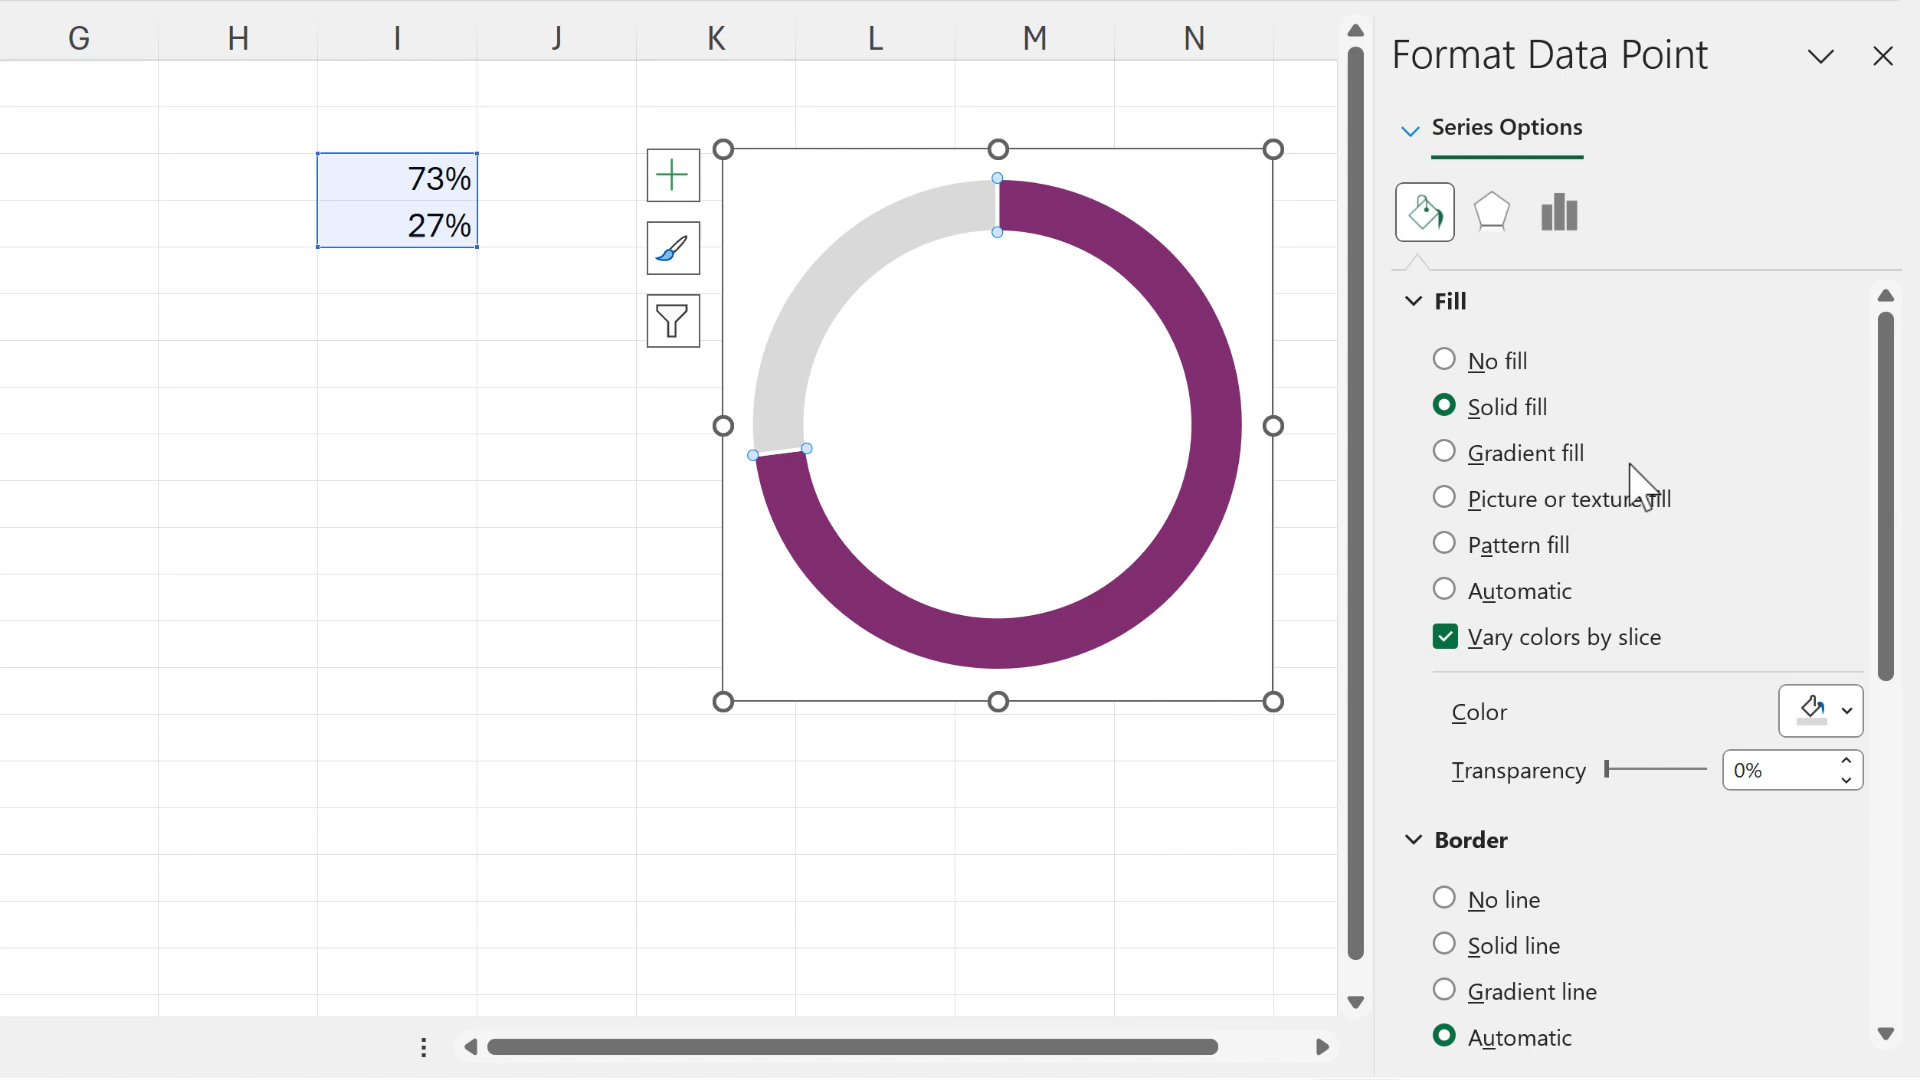 G H I J K L M N
73%
27%
Format Data Point
Series Options
Fill
No fill
Solid fill
Gradient fill
Picture or texture fill
Pattern fill
Automatic
Vary colors by slice
Color
Transparency 0%
Border
No line
Solid line
Gradient line
Automatic